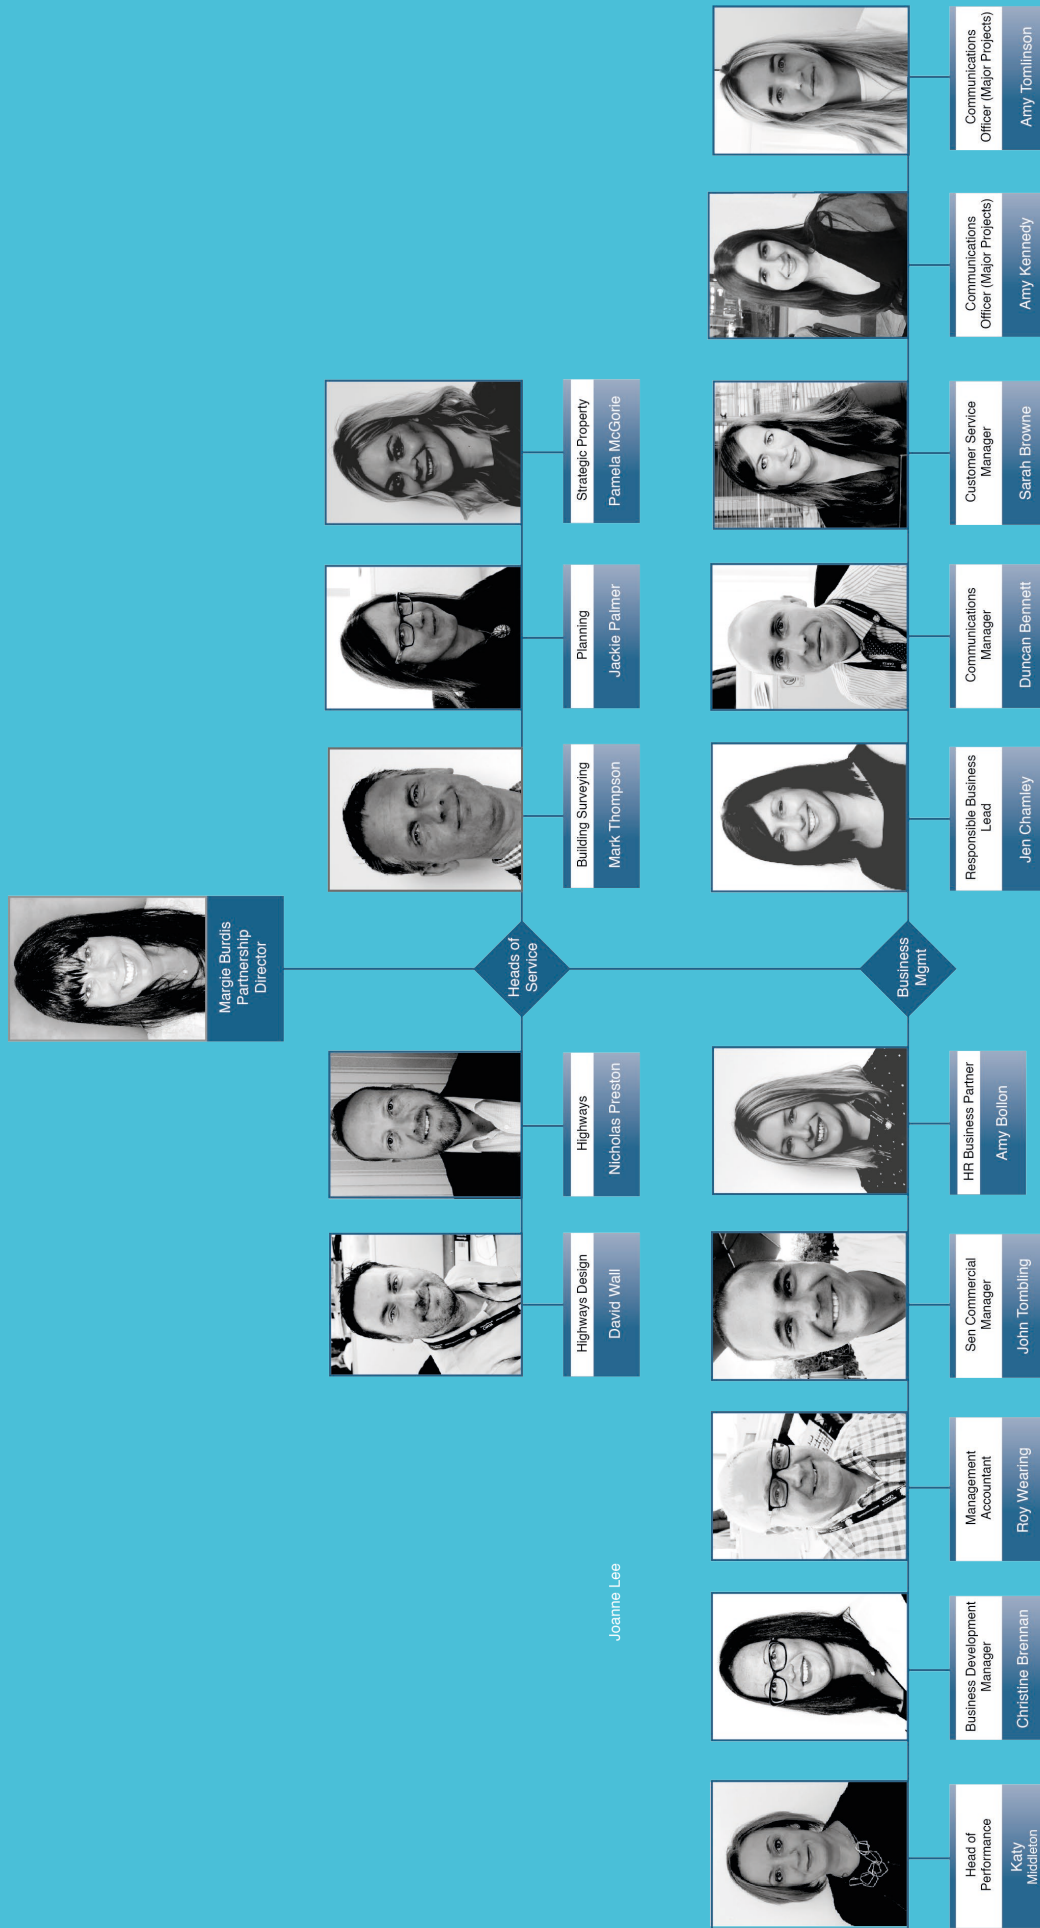 Margie Burdis
Partnership
Director
Heads of
Service
Highways Design
David Wall
Highways
Nicholas Preston
Building Surveying
Mark Thompson
Planning
Jackie Palmer
Strategic Property
Pamela McGorie
Joanne Lee
Business
Mgmt
Head of
Performance
Katy
Middleton
Business Development
Manager
Christine Brennan
Management
Accountant
Roy Wearing
Sen Commercial
Manager
John Tombling
HR Business Partner
Amy Bollon
Responsible Business
Lead
Jen Chamley
Communications
Manager
Duncan Bennett
Customer Service
Manager
Sarah Browne
Communications
Officer (Major Projects)
Amy Kennedy
Communications
Officer (Major Projects)
Amy Tomlinson